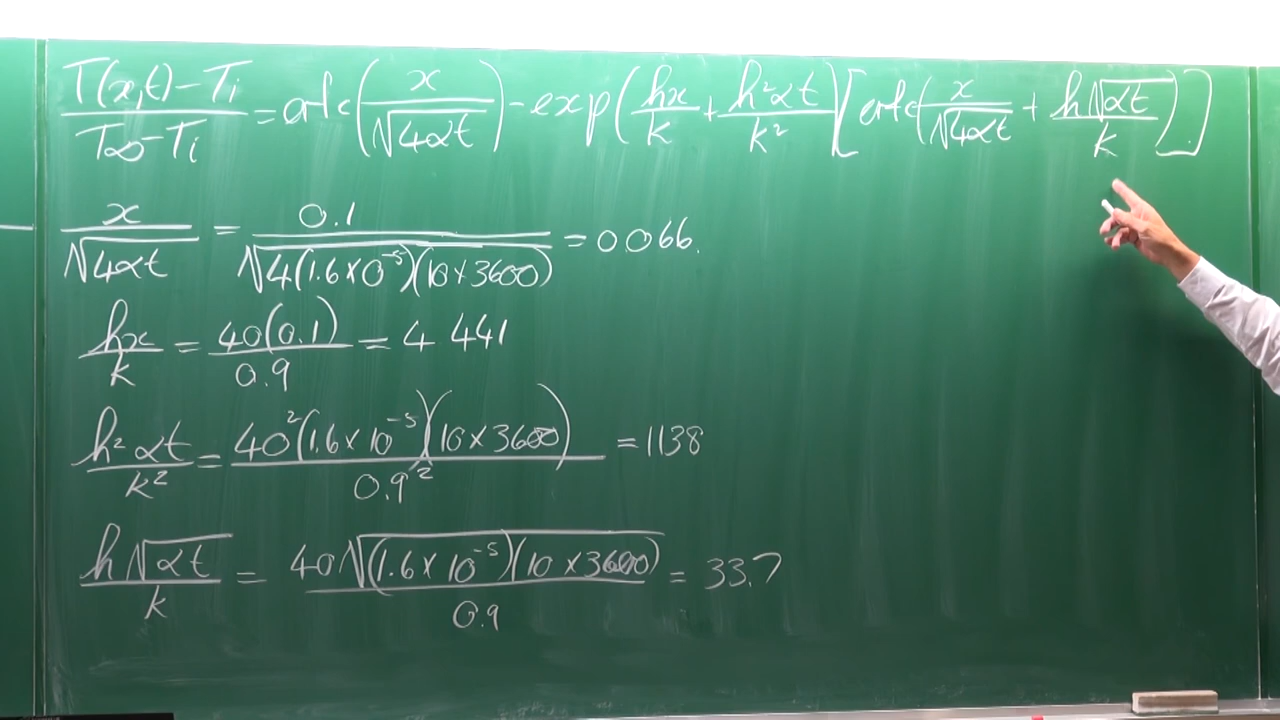 (T(x,t)-Ti)/(T∞-Ti) = erfc(x/√(4αt)) - exp(hx/k + h²αt/k²)[erfc(x/√(4αt) + h√(αt)/k)]
x/√(4αt) = 0.1/√(4(1.6×10⁻⁵)(10×3600)) = 0.066.
hx/k = 40(0.1)/0.9 = 4.441
h²αt/k² = 40²(1.6×10⁻⁵)(10×3600)/0.9² = 1138
h√(αt)/k = 40√((1.6×10⁻⁵)(10×3600))/0.9 = 33.7